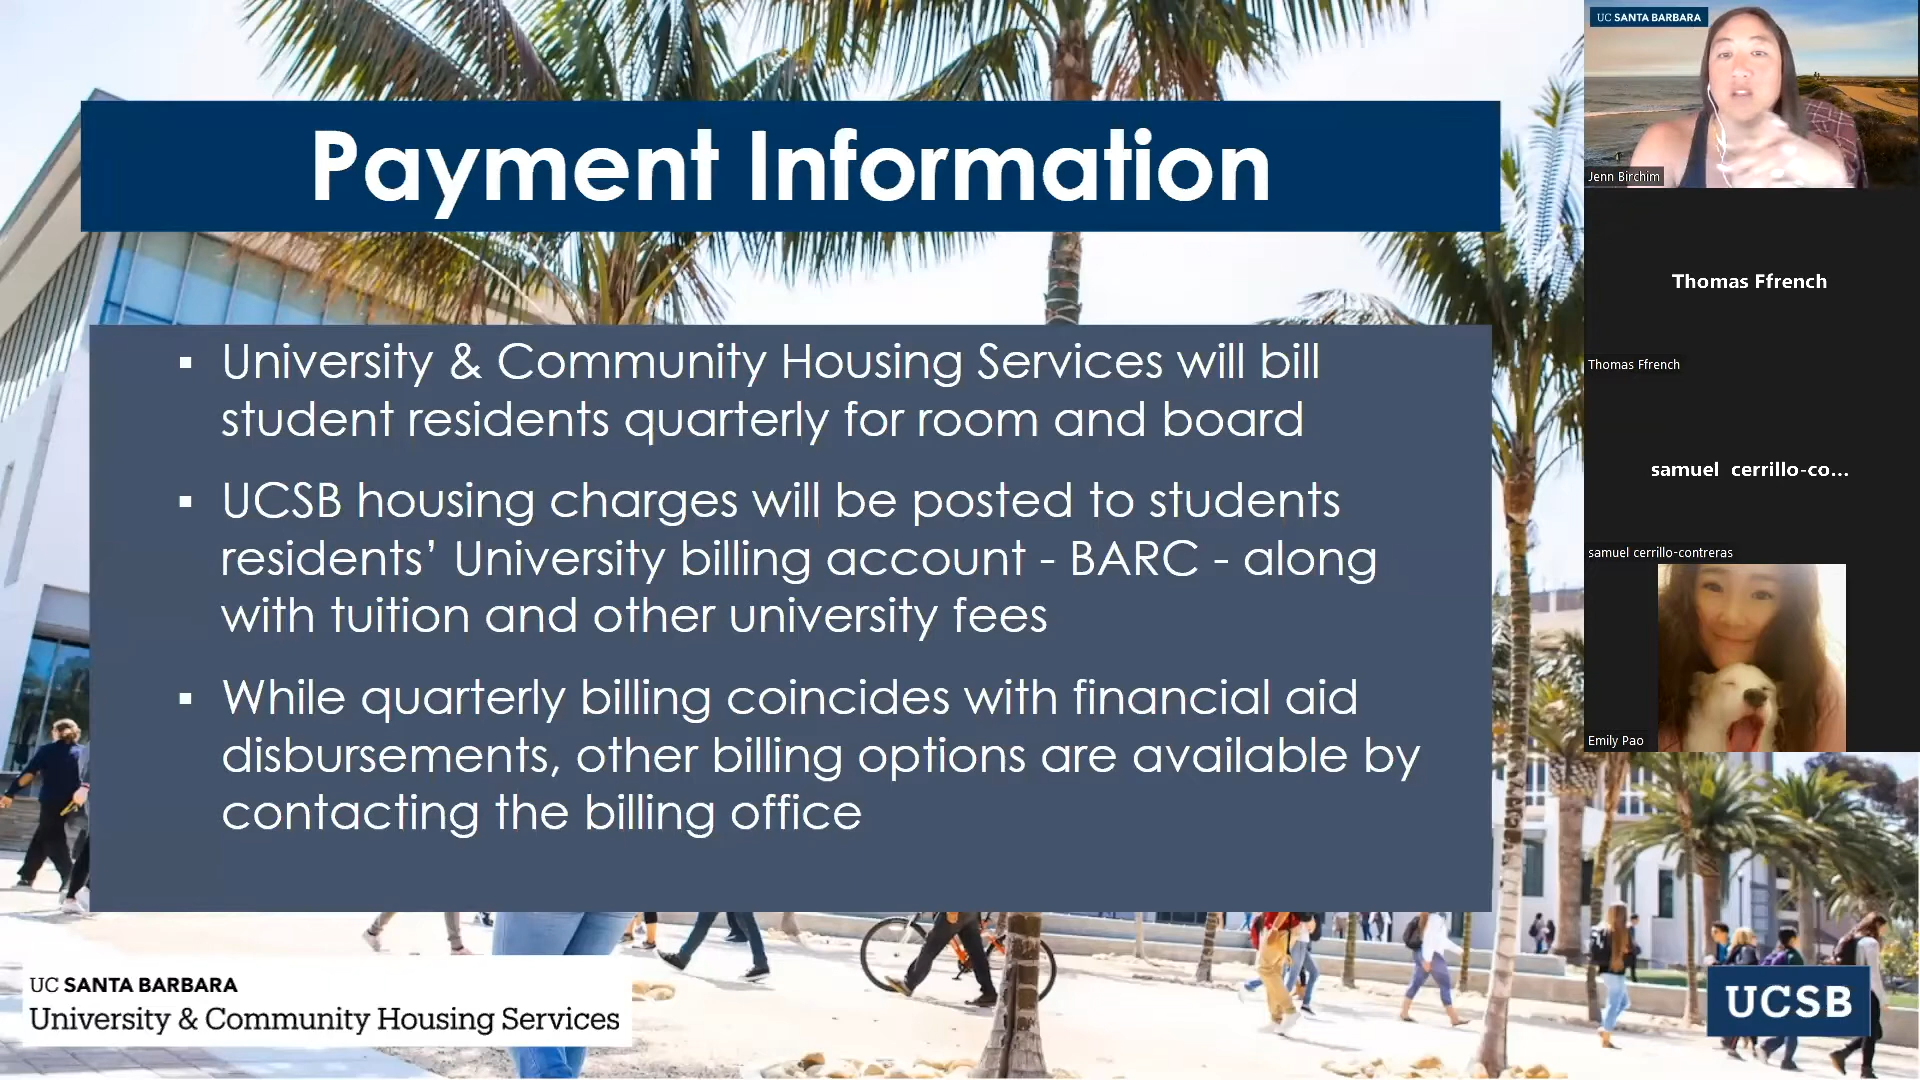 Payment Information
▪ University & Community Housing Services will bill
student residents quarterly for room and board
▪ UCSB housing charges will be posted to students
residents’ University billing account - BARC - along
with tuition and other university fees
▪ While quarterly billing coincides with financial aid
disbursements, other billing options are available by
contacting the billing office
UC SANTA BARBARA
University & Community Housing Services
UCSB
UC SANTA BARBARA
Jenn Birchim
Thomas Ffrench
Thomas Ffrench
samuel cerrillo-co...
samuel cerrillo-contreras
Emily Pao